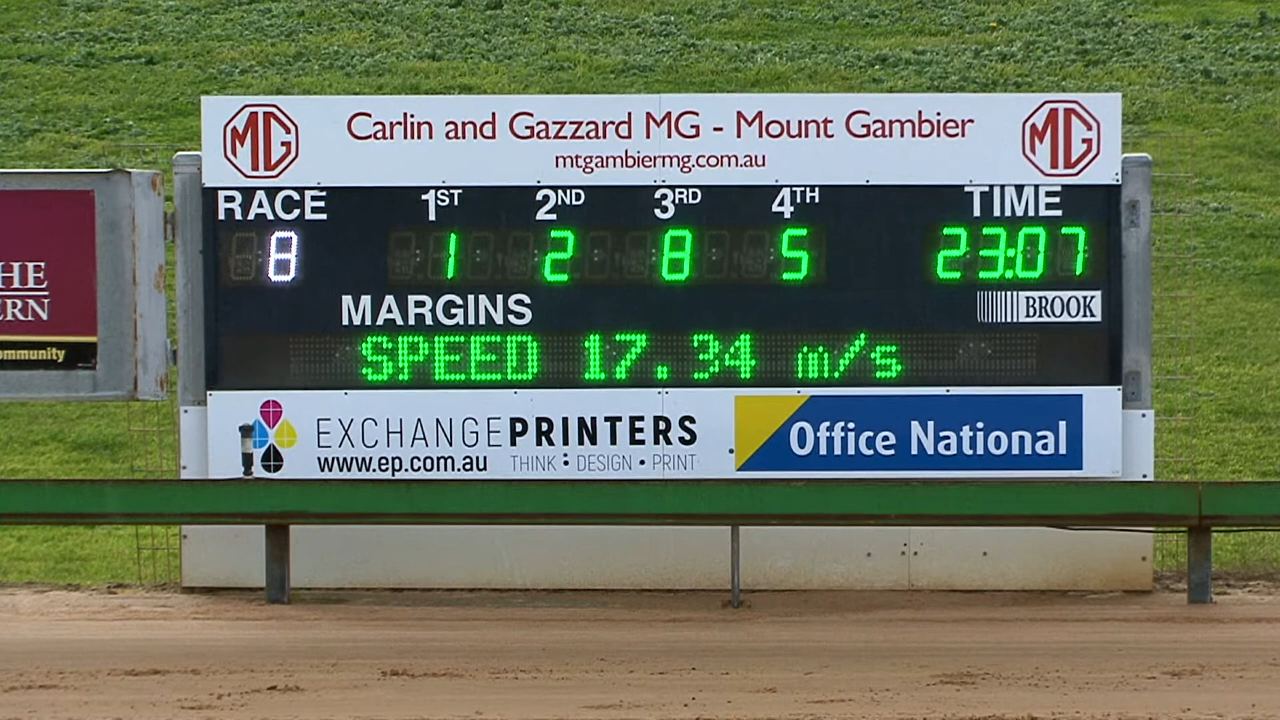 MG Carlin and Gazzard MG - Mount Gambier MG
mtgambiermg.com.au
RACE 1ST 2ND 3RD 4TH TIME
8 1 2 8 5 23:07
MARGINS BROOK
SPEED 17.34 m/s
EXCHANGEPRINTERS
www.ep.com.au THINK : DESIGN • PRINT
Office National
HE
ERN
ommunity